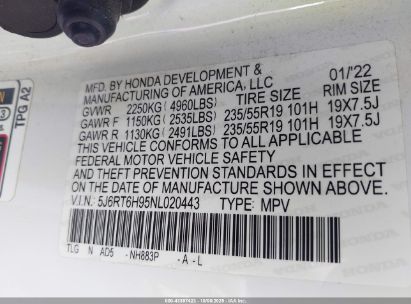 MFD. BY HONDA DEVELOPMENT & 01/'22
MANUFACTURING OF AMERICA, LLC
GVWR 2250KG (4960LBS) TIRE SIZE RIM SIZE
GAWR F 1150KG (2535LBS) 235/55R19 101H 19X7.5J
GAWR R 1130KG (2491LBS) 235/55R19 101H 19X7.5J
THIS VEHICLE CONFORMS TO ALL APPLICABLE
FEDERAL MOTOR VEHICLE SAFETY
AND THEFT PREVENTION STANDARDS IN EFFECT
ON THE DATE OF MANUFACTURE SHOWN ABOVE.
V.I.N.: 5J6RT6H95NL020443 TYPE: MPV
TLG N AD5 - NH883P - A - L
TPG A2